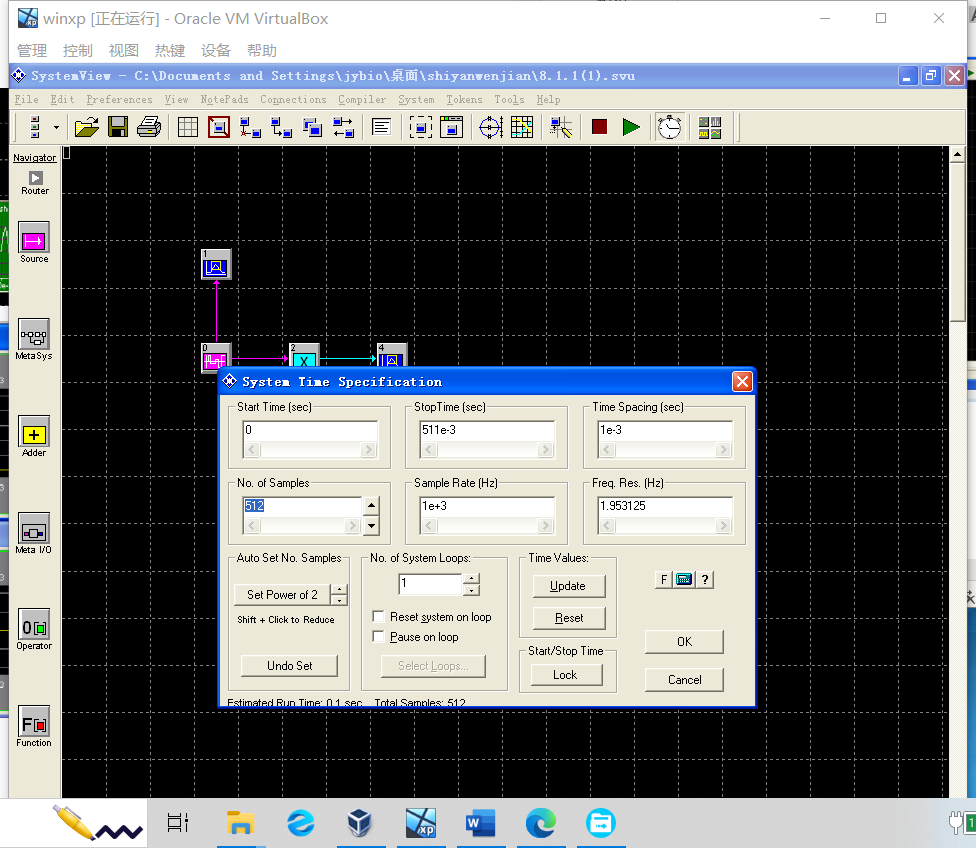 winxp [正在运行] - Oracle VM VirtualBox
管理 控制 视图 热键 设备 帮助
SystemView - C:\Documents and Settings\jybio\桌面\shiyanwenjian\8.1.1(1).svu
File Edit Preferences View NotePads Connections Compiler System Tokens Tools Help
Navigator
Router
Source
MetaSys
Adder
Meta I/O
Operator
Function
1
0
2
4
X
System Time Specification
Start Time (sec)
0
StopTime (sec)
511e-3
Time Spacing (sec)
1e-3
No. of Samples
512
Sample Rate (Hz)
1e+3
Freq. Res. (Hz)
1.953125
Auto Set No. Samples
Set Power of 2
Shift + Click to Reduce
Undo Set
No. of System Loops:
1
Reset system on loop
Pause on loop
Select Loops...
Time Values:
Update
Reset
Start/Stop Time
Lock
F ?
OK
Cancel
Estimated Run Time: 0.1 sec Total Samples: 512